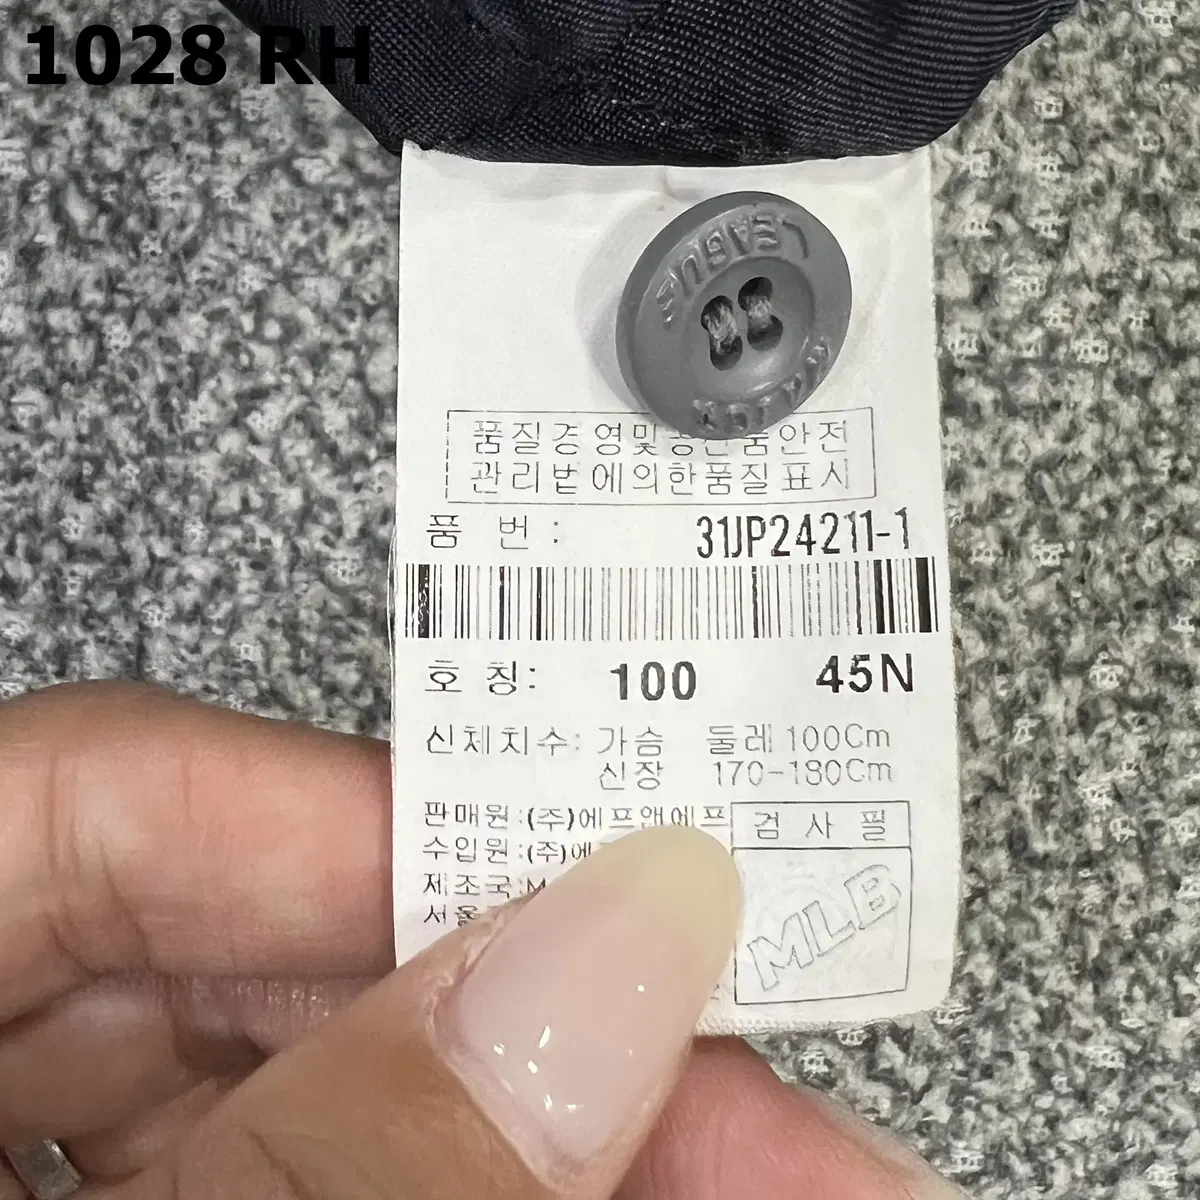 1028 RH
LEAGUE
품질경영및공산품안전
관리법에의한품질표시
품 번 : 31JP24211-1
호 칭: 100 45N
신체치수: 가슴 둘레 100Cm
신장 170-180Cm
판매원 :(주)에프앤에프
검 사 필
수입원 :(주)에
제조국:M
서울
MLB